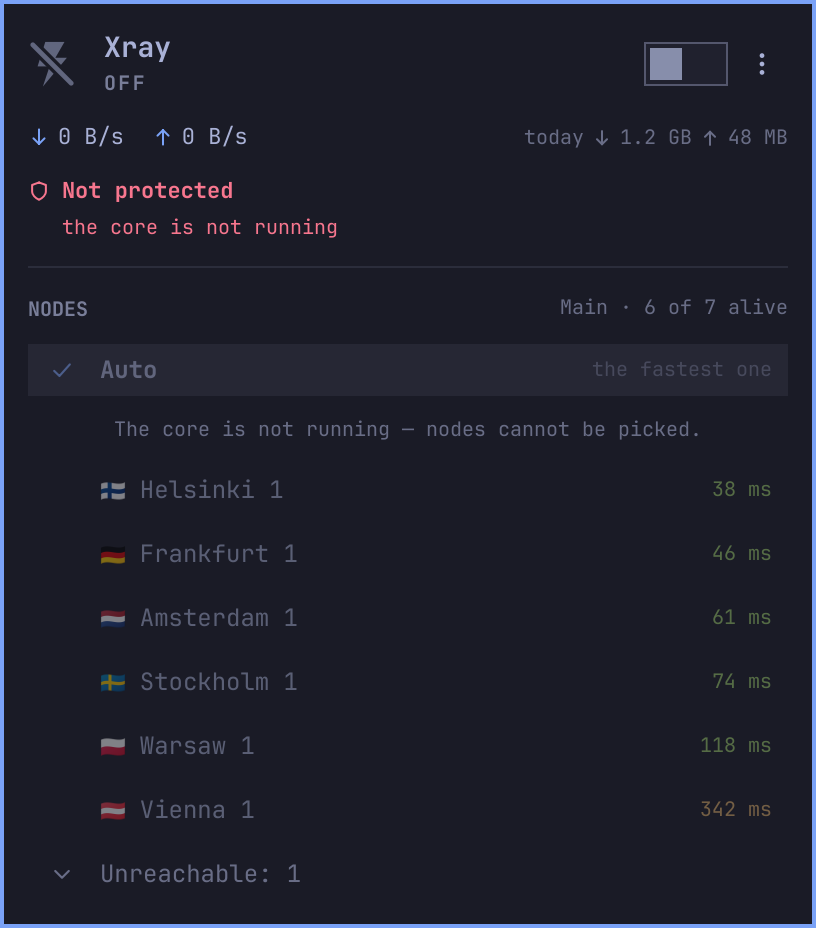 Xray
OFF
↓ 0 B/s ↑ 0 B/s today ↓ 1.2 GB ↑ 48 MB
Not protected
the core is not running
NODES Main · 6 of 7 alive
Auto the fastest one
The core is not running — nodes cannot be picked.
Helsinki 1 38 ms
Frankfurt 1 46 ms
Amsterdam 1 61 ms
Stockholm 1 74 ms
Warsaw 1 118 ms
Vienna 1 342 ms
Unreachable: 1